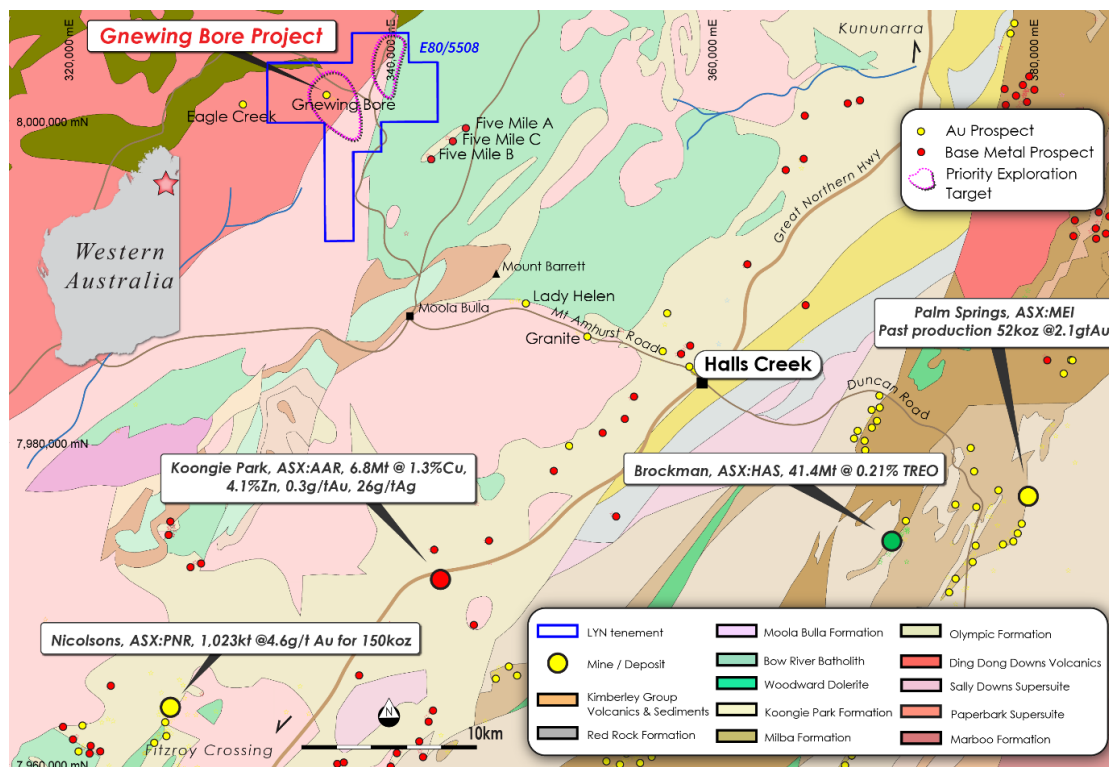 320,000 mE
340,000 mE
360,000 mE
380,000 mE
Kununarra
Gnewing Bore Project
E80/5508
Gnewing Bore
Eagle Creek
8,000,000 mN
Five Mile A
Five Mile C
Five Mile B
Au Prospect
Base Metal Prospect
Priority Exploration
Target
Great Northern Hwy
Western
Australia
Mount Barrett
Moola Bulla
Lady Helen
Mt Amhurst Road
Granite
Halls Creek
Palm Springs, ASX:MEI
Past production 52koz @2.1gtAu
Duncan Road
7,980,000 mN
Koongie Park, ASX:AAR, 6.8Mt @ 1.3%Cu,
4.1%Zn, 0.3g/tAu, 26g/tAg
Brockman, ASX:HAS, 41.4Mt @ 0.21% TREO
Nicolsons, ASX:PNR, 1,023kt @4.6g/t Au for 150koz
N
10km
Fitzroy Crossing
7,960,000 mN
LYN tenement
Mine / Deposit
Kimberley Group
Volcanics & Sediments
Red Rock Formation
Moola Bulla Formation
Bow River Batholith
Woodward Dolerite
Koongie Park Formation
Milba Formation
Olympic Formation
Ding Dong Downs Volcanics
Sally Downs Supersuite
Paperbark Supersuite
Marboo Formation